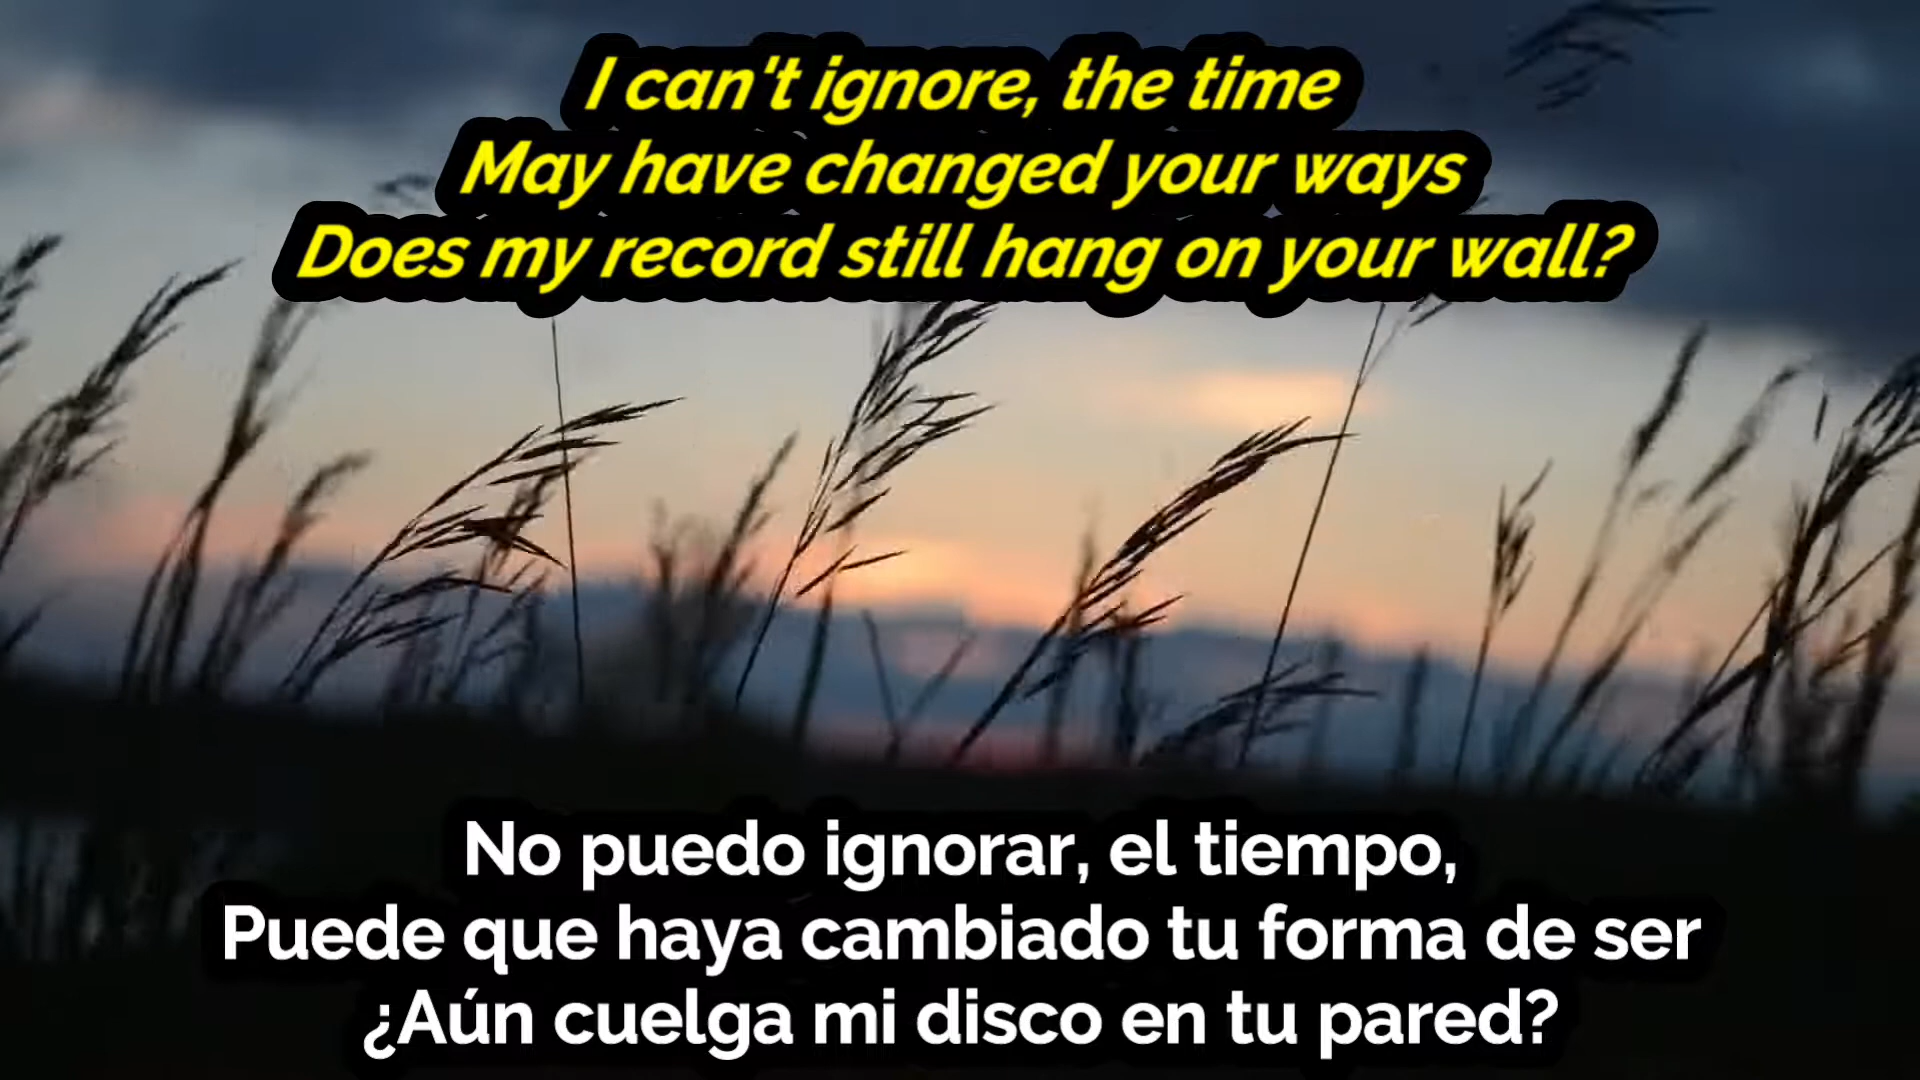 I can't ignore, the time
May have changed your ways
Does my record still hang on your wall?
No puedo ignorar, el tiempo,
Puede que haya cambiado tu forma de ser
¿Aún cuelga mi disco en tu pared?